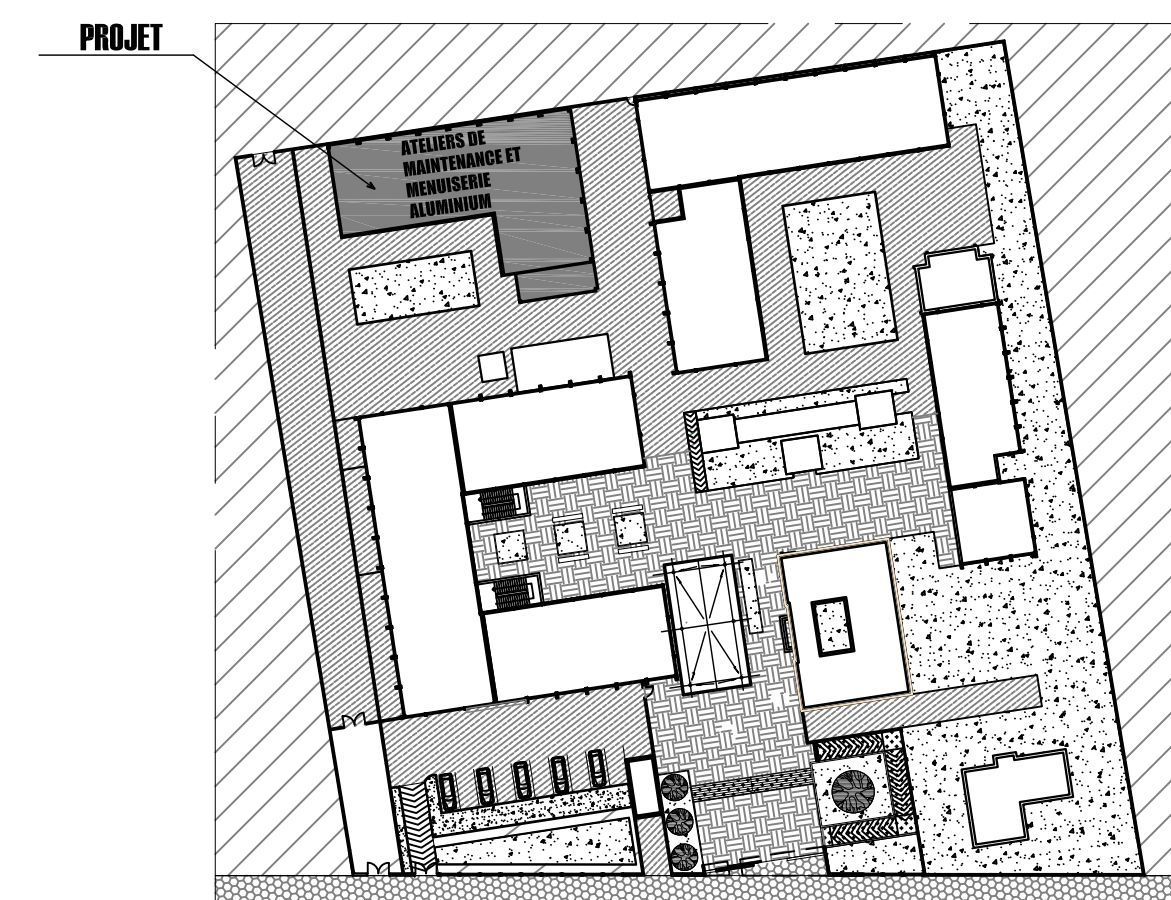 PROJET
ATELIERS DE
MAINTENANCE ET
MENUISERIE
ALUMINIUM